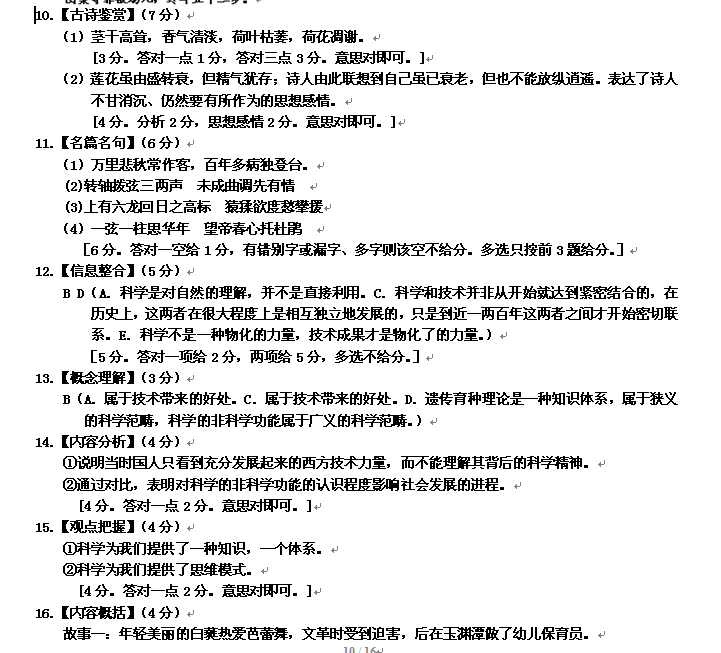 10.【古诗鉴赏】（7分）
（1）茎干高耸，香气清淡，荷叶枯萎，荷花凋谢。
[3分。答对一点1分，答对三点3分。意思对即可。]
（2）莲花虽由盛转衰，但精气犹存；诗人由此联想到自己虽已衰老，但也不能放纵逍遥。表达了诗人
不甘消沉、仍然要有所作为的思想感情。
[4分。分析2分，思想感情2分。意思对即可。]
11.【名篇名句】（6分）
（1）万里悲秋常作客，百年多病独登台。
(2)转轴拨弦三两声　未成曲调先有情
(3)上有六龙回日之高标　猿猱欲度愁攀援
（4）一弦一柱思华年　望帝春心托杜鹃
[6分。答对一空给1分，有错别字或漏字、多字则该空不给分。多选只按前3题给分。]
12.【信息整合】（5分）
B D（A. 科学是对自然的理解，并不是直接利用。C. 科学和技术并非从开始就达到紧密结合的，在
历史上，这两者在很大程度上是相互独立地发展的，只是到近一两百年这两者之间才开始密切联
系。E. 科学不是一种物化的力量，技术成果才是物化了的力量。）
[5分。答对一项给2分，两项给5分，多选不给分。]
13.【概念理解】（3分）
B（A. 属于技术带来的好处。C. 属于技术带来的好处。D. 遗传育种理论是一种知识体系，属于狭义
的科学范畴，科学的非科学功能属于广义的科学范畴。）
14.【内容分析】（4分）
①说明当时国人只看到充分发展起来的西方技术力量，而不能理解其背后的科学精神。
②通过对比，表明对科学的非科学功能的认识程度影响社会发展的进程。
[4分。答对一点2分。意思对即可。]
15.【观点把握】（4分）
①科学为我们提供了一种知识，一个体系。
②科学为我们提供了思维模式。
[4分。答对一点2分。意思对即可。]
16.【内容概括】（4分）
故事一：年轻美丽的白蕤热爱芭蕾舞，文革时受到迫害，后在玉渊潭做了幼儿保育员。
10 / 16